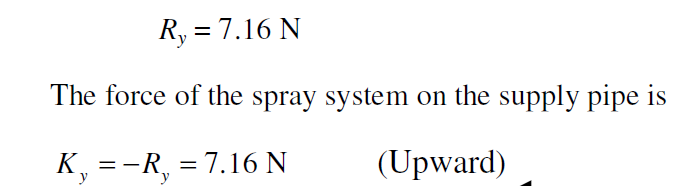 R_y = 7.16 N
The force of the spray system on the supply pipe is
K_y = −R_y = 7.16 N (Upward)